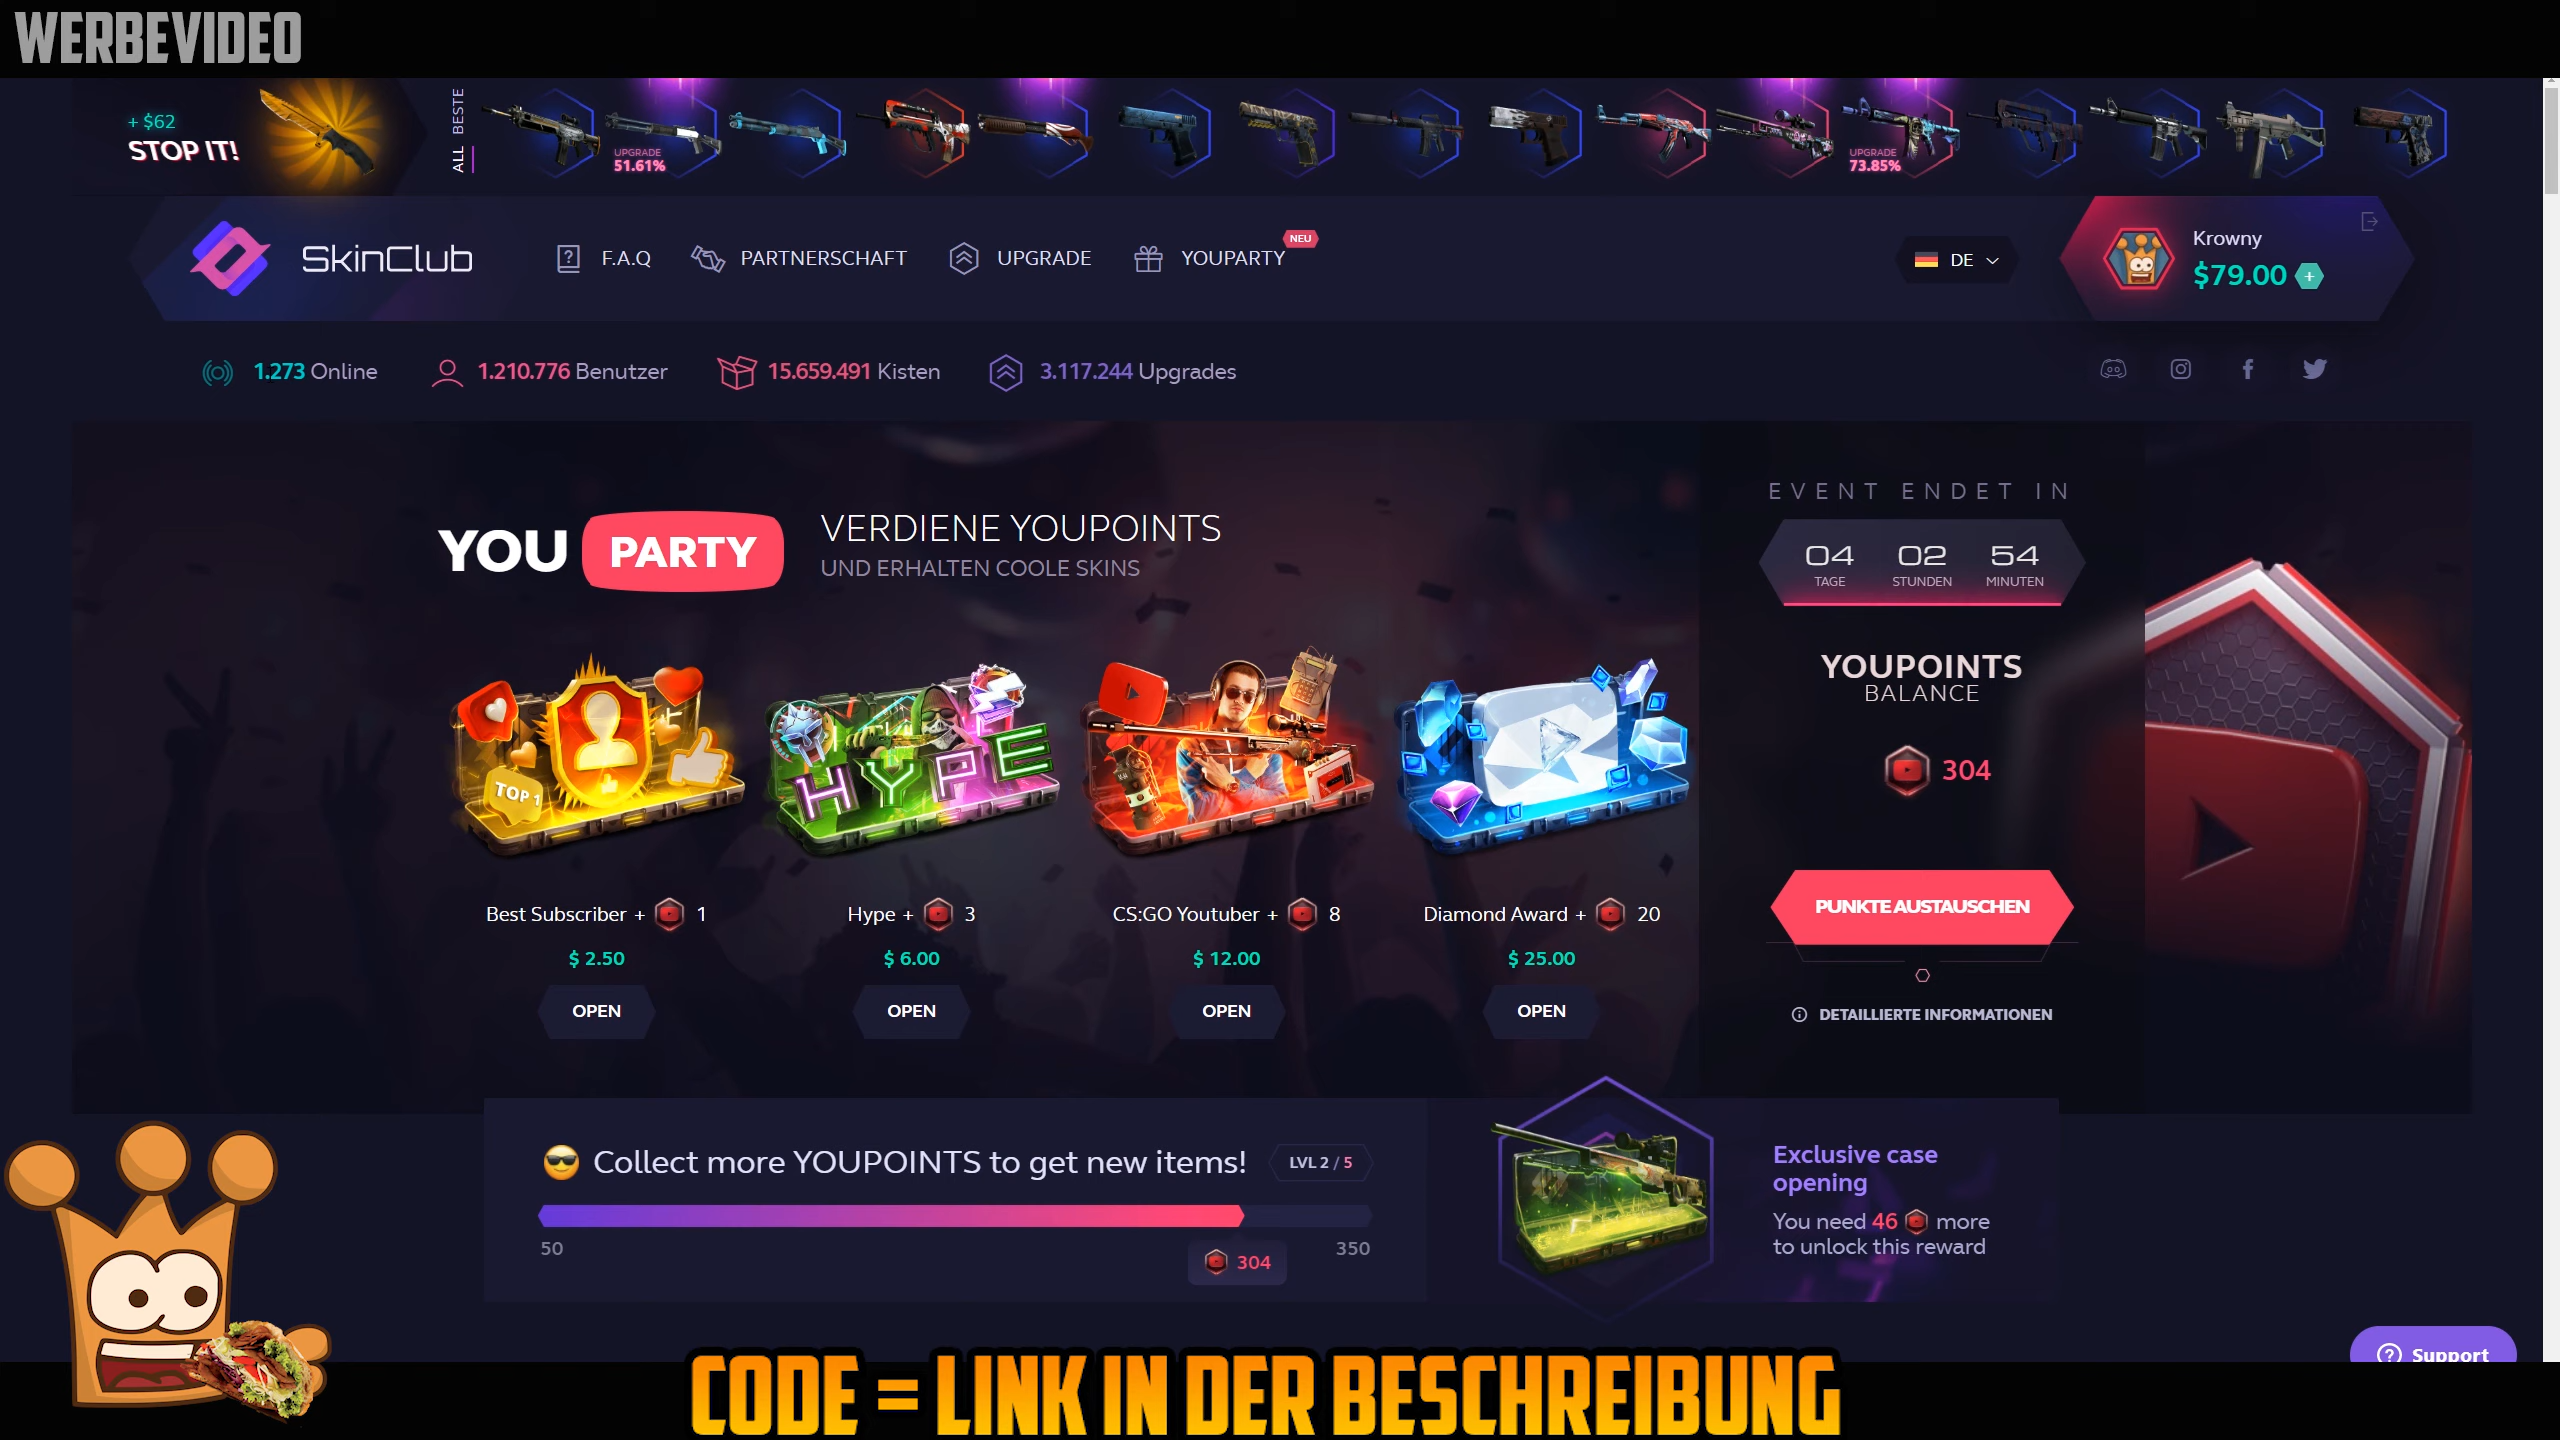 WERBEVIDEO
+ $62
STOP IT!
ALL BESTE
UPGRADE
51.61%
UPGRADE
73.85%
SkinClub
F.A.Q
PARTNERSCHAFT
UPGRADE
YOUPARTY
NEU
DE
Krowny
$79.00 +
1.273 Online
1.210.776 Benutzer
15.659.491 Kisten
3.117.244 Upgrades
YOU PARTY
VERDIENE YOUPOINTS
UND ERHALTEN COOLE SKINS
EVENT ENDET IN
04 02 54
TAGE STUNDEN MINUTEN
YOUPOINTS
BALANCE
304
PUNKTE AUSTAUSCHEN
DETAILLIERTE INFORMATIONEN
TOP 1
HYPE
Best Subscriber + 1
$ 2.50
OPEN
Hype + 3
$ 6.00
OPEN
CS:GO Youtuber + 8
$ 12.00
OPEN
Diamond Award + 20
$ 25.00
OPEN
Collect more YOUPOINTS to get new items!
LVL 2 / 5
50
304
350
Exclusive case
opening
You need 46 more
to unlock this reward
Support
CODE = LINK IN DER BESCHREIBUNG